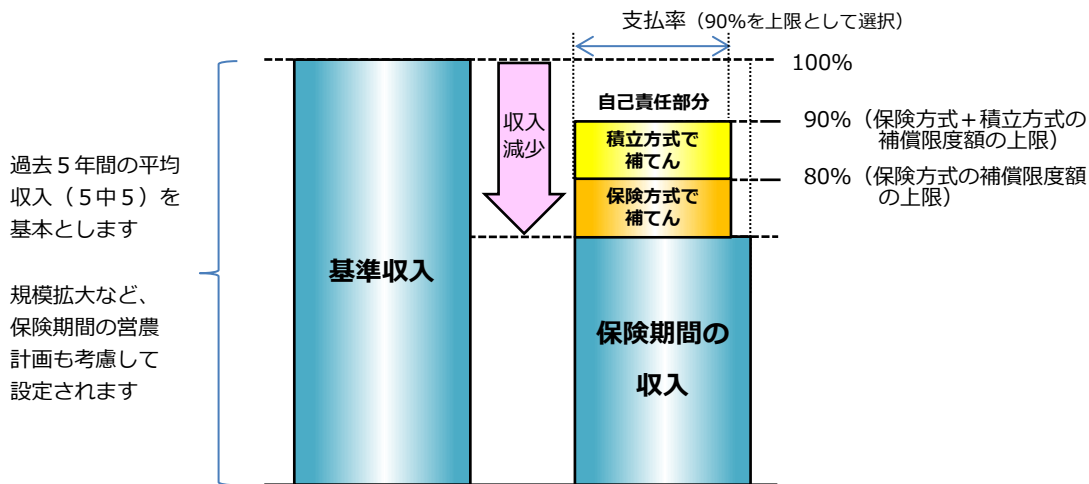 支払率（90%を上限として選択）
100%
自己責任部分
90%（保険方式＋積立方式の
補償限度額の上限）
収入
減少
積立方式で
補てん
80%（保険方式の補償限度額
の上限）
保険方式で
補てん
過去５年間の平均
収入（５中５）を
基本とします
規模拡大など、
保険期間の営農
計画も考慮して
設定されます
基準収入
保険期間の
収入